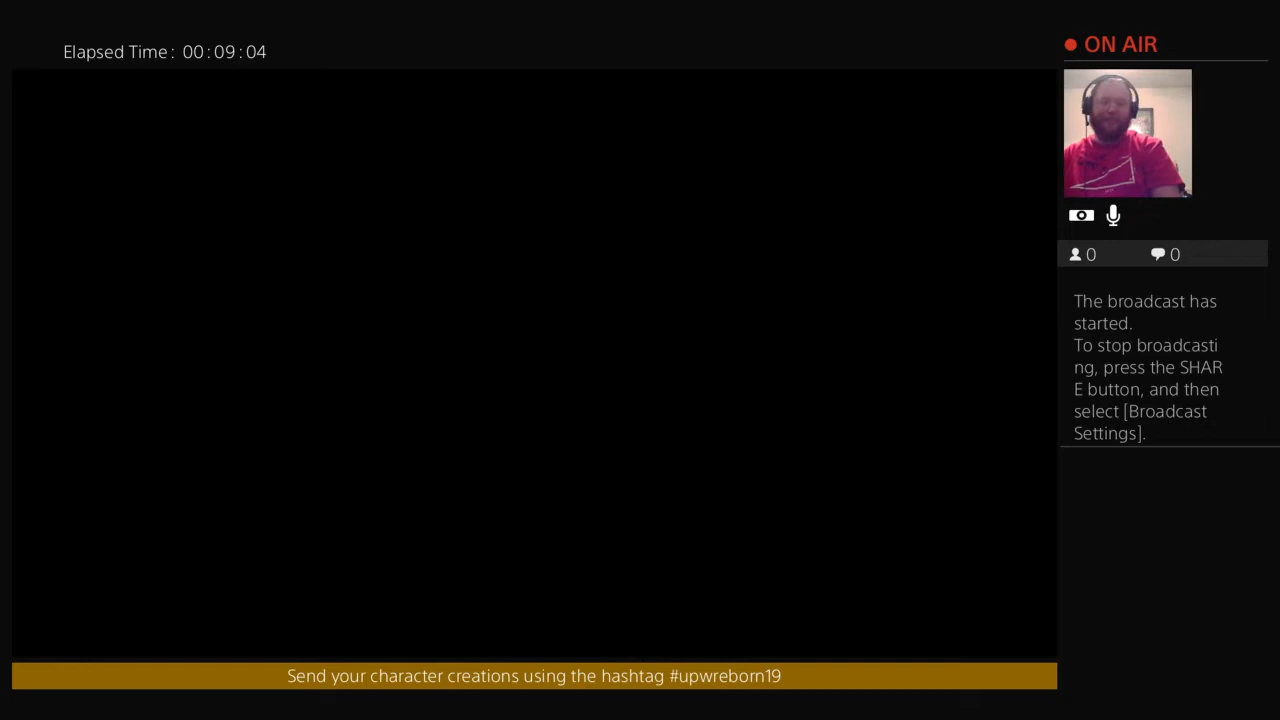 Elapsed Time: 00:09:04
ON AIR
0 0
The broadcast has
started.
To stop broadcasti
ng, press the SHAR
E button, and then
select [Broadcast
Settings].
Send your character creations using the hashtag #upwreborn19